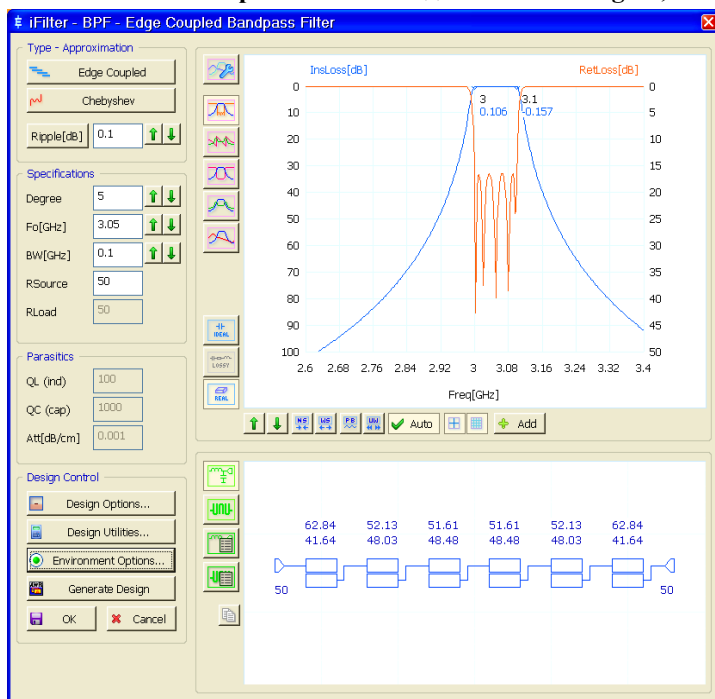 iFilter - BPF - Edge Coupled Bandpass Filter
Type - Approximation
Edge Coupled
Chebyshev
Ripple[dB] 0.1
Specifications
Degree 5
Fo[GHz] 3.05
BW[GHz] 0.1
RSource 50
RLoad 50
Parasitics
QL (ind) 100
QC (cap) 1000
Att[dB/cm] 0.001
Design Control
Design Options...
Design Utilities...
Environment Options...
Generate Design
OK Cancel
IDEAL
LOSSY
REAL
InsLoss[dB] RetLoss[dB]
0 0
3 3.1
0.106 -0.157
10 5
20 10
30 15
40 20
50 25
60 30
70 35
80 40
90 45
100 50
2.6 2.68 2.76 2.84 2.92 3 3.08 3.16 3.24 3.32 3.4
Freq[GHz]
NS WS PB UW Auto Add
62.84 52.13 51.61 51.61 52.13 62.84
41.64 48.03 48.48 48.48 48.03 41.64
50 50